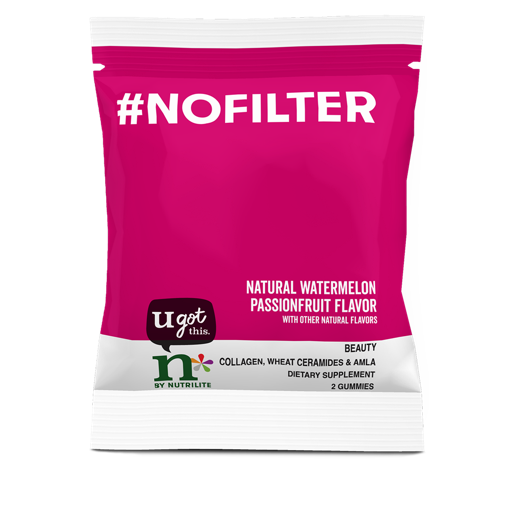 #NOFILTER
NATURAL WATERMELON
PASSIONFRUIT FLAVOR
WITH OTHER NATURAL FLAVORS
u got
this.
n*
BY NUTRILITE
BEAUTY
COLLAGEN, WHEAT CERAMIDES & AMLA
DIETARY SUPPLEMENT
2 GUMMIES